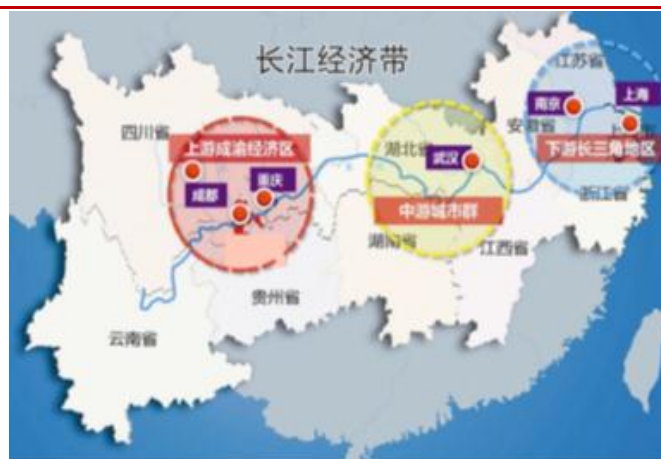 长江经济带
江苏省
南京
上海
安徽省
下游长三角地区
浙江省
四川省
上游成渝经济区
成都
重庆
湖北省
武汉
中游城市群
湖南省
江西省
贵州省
云南省